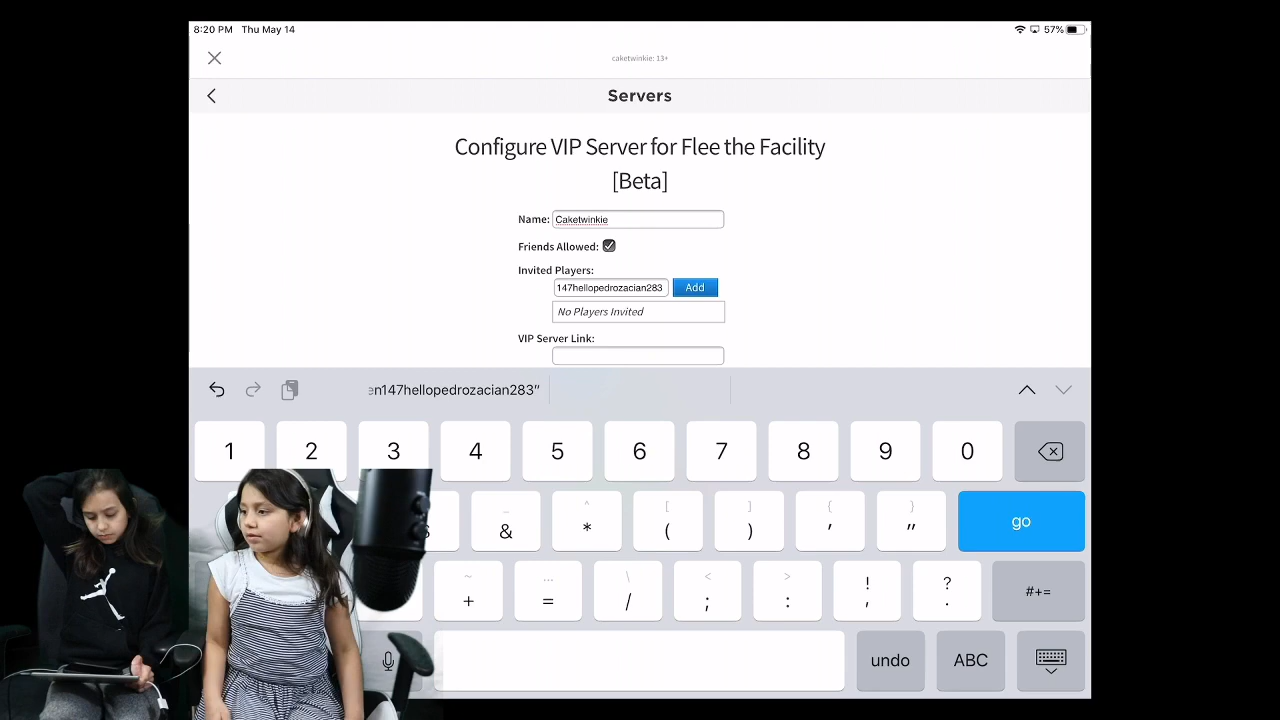 8:20 PM Thu May 14 57%
caketwinkie: 13+
Servers
Configure VIP Server for Flee the Facility
[Beta]
Name: Caketwinkie
Friends Allowed:
Invited Players:
147hellopedrozacian283 Add
No Players Invited
VIP Server Link:
n147hellopedrozacian283"
1 2 3 4 5 6 7 8 9 0
_ ^ [ ] { }
& * ( ) ' " go
~ … \ < >
+ = / ; : ! , ? . #+=
undo ABC